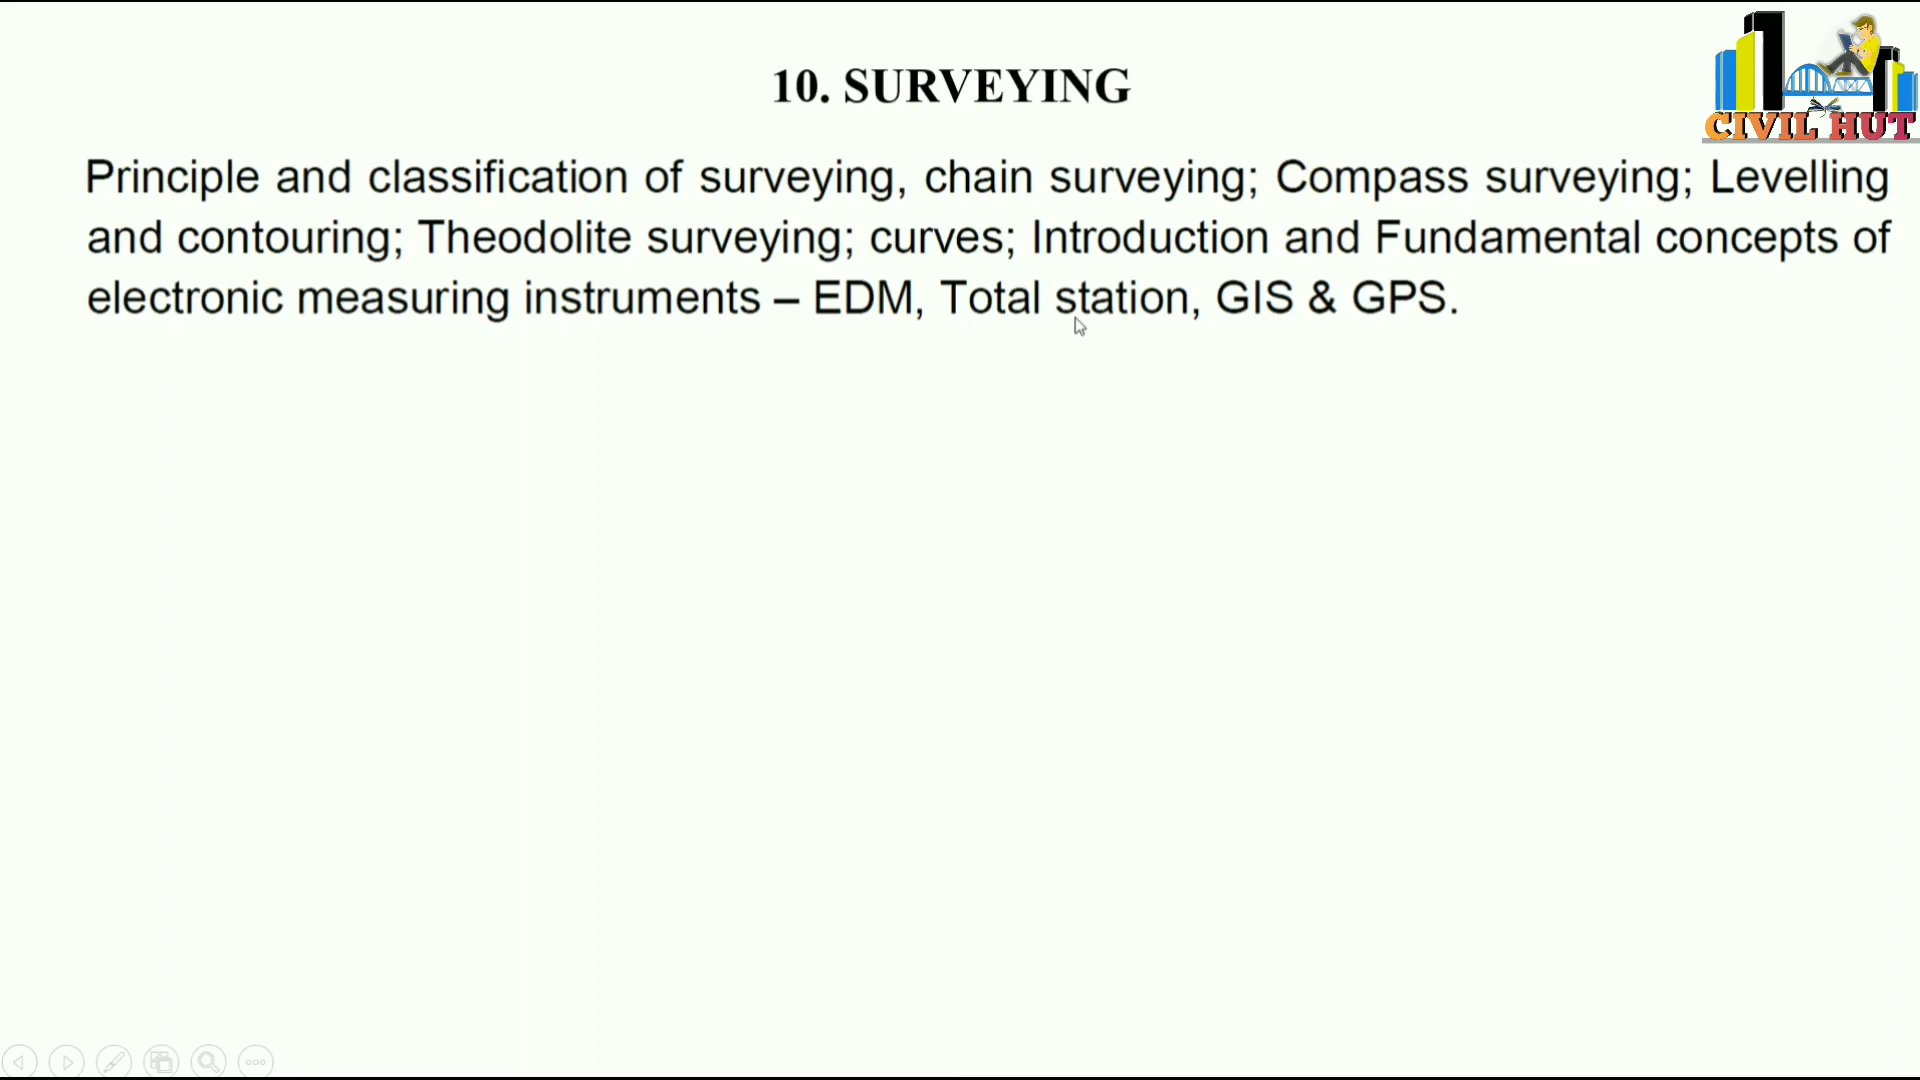 10. SURVEYING
CIVIL HUT
Principle and classification of surveying, chain surveying; Compass surveying; Levelling
and contouring; Theodolite surveying; curves; Introduction and Fundamental concepts of
electronic measuring instruments – EDM, Total station, GIS & GPS.